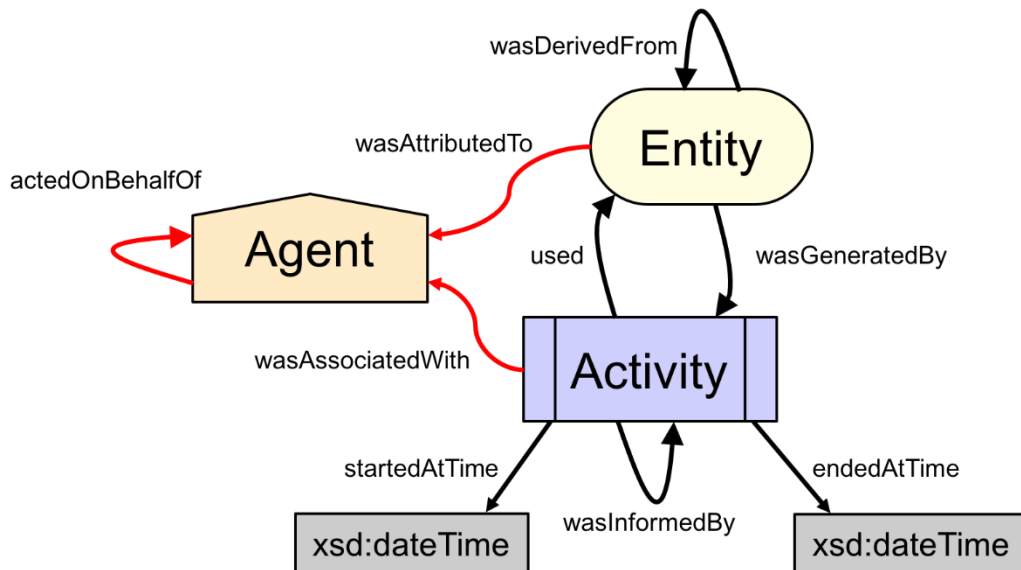 wasDerivedFrom
Entity
wasAttributedTo
actedOnBehalfOf
Agent
used
wasGeneratedBy
wasAssociatedWith
Activity
startedAtTime
endedAtTime
wasInformedBy
xsd:dateTime
xsd:dateTime